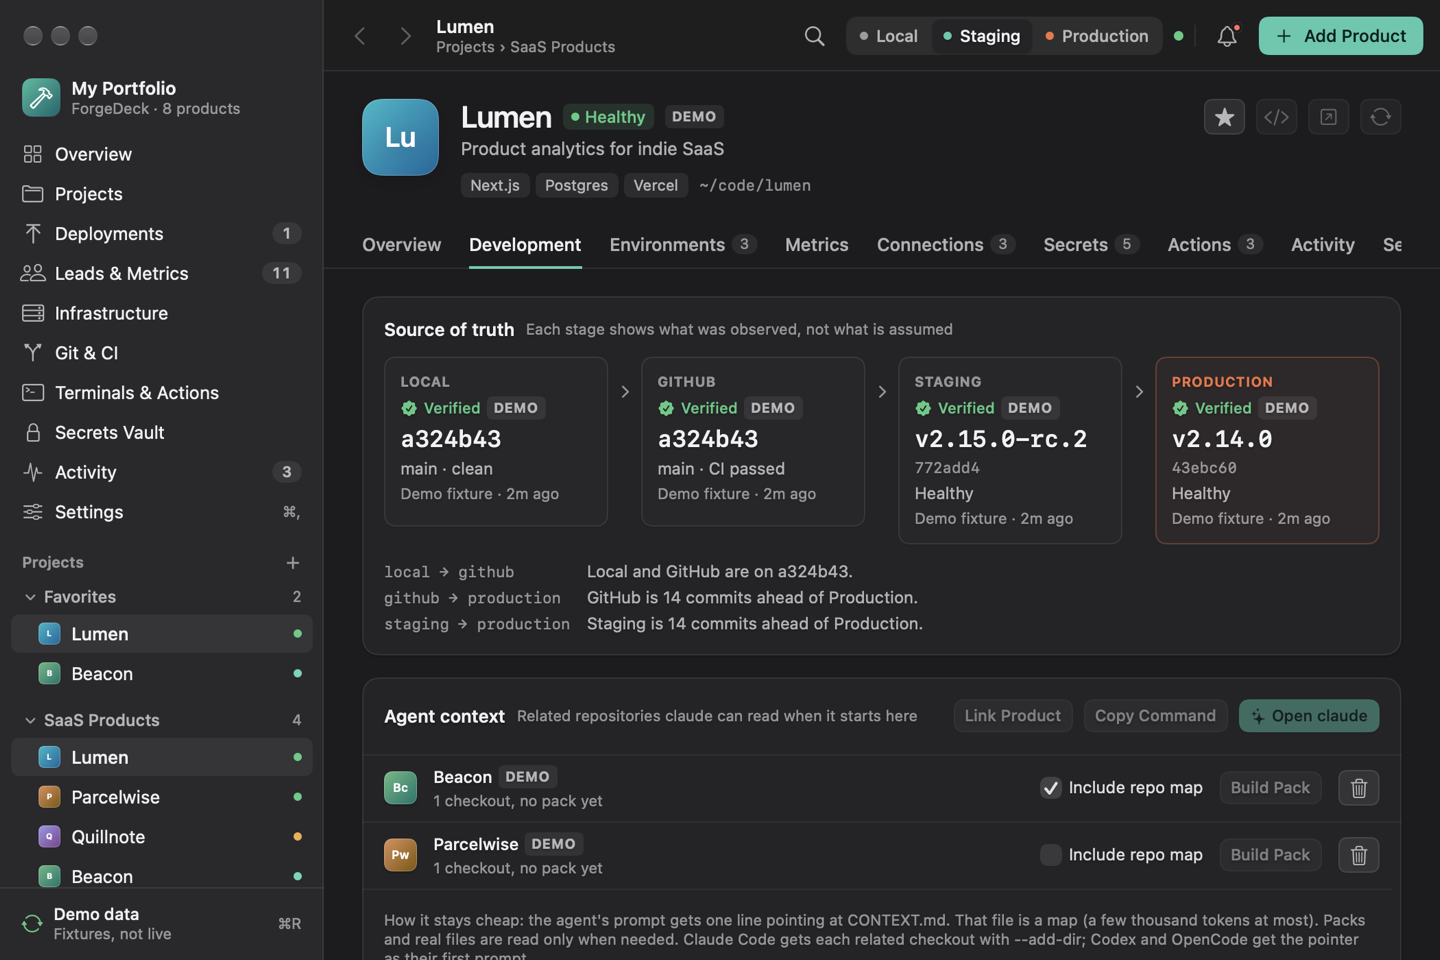 My Portfolio
ForgeDeck · 8 products
Overview
Projects
Deployments 1
Leads & Metrics 11
Infrastructure
Git & CI
Terminals & Actions
Secrets Vault
Activity 3
Settings ⌘,
Projects +
Favorites 2
L Lumen
B Beacon
SaaS Products 4
L Lumen
P Parcelwise
Q Quillnote
B Beacon
Demo data ⌘R
Fixtures, not live
Lumen
Projects › SaaS Products
Local Staging Production
+ Add Product
Lu
Lumen Healthy DEMO
Product analytics for indie SaaS
Next.js Postgres Vercel ~/code/lumen
Overview Development Environments 3 Metrics Connections 3 Secrets 5 Actions 3 Activity Se
Source of truth Each stage shows what was observed, not what is assumed
LOCAL
Verified DEMO
a324b43
main · clean
Demo fixture · 2m ago
GITHUB
Verified DEMO
a324b43
main · CI passed
Demo fixture · 2m ago
STAGING
Verified DEMO
v2.15.0-rc.2
772add4
Healthy
Demo fixture · 2m ago
PRODUCTION
Verified DEMO
v2.14.0
43ebc60
Healthy
Demo fixture · 2m ago
local → github Local and GitHub are on a324b43.
github → production GitHub is 14 commits ahead of Production.
staging → production Staging is 14 commits ahead of Production.
Agent context Related repositories claude can read when it starts here Link Product Copy Command Open claude
Bc Beacon DEMO
1 checkout, no pack yet
Include repo map Build Pack
Pw Parcelwise DEMO
1 checkout, no pack yet
Include repo map Build Pack
How it stays cheap: the agent's prompt gets one line pointing at CONTEXT.md. That file is a map (a few thousand tokens at most). Packs
and real files are read only when needed. Claude Code gets each related checkout with --add-dir; Codex and OpenCode get the pointer
as their first prompt.